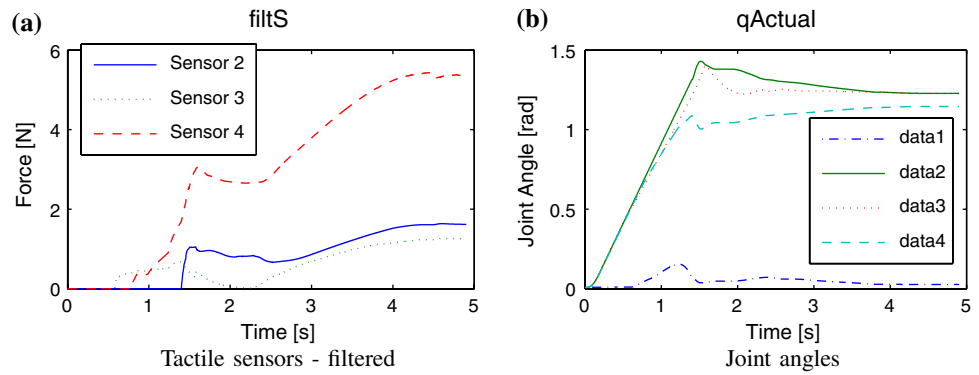 (a)
filtS
6
4
2
0
Force [N]
Sensor 2
Sensor 3
Sensor 4
0 1 2 3 4 5
Time [s]
Tactile sensors - filtered
(b)
qActual
1.5
1
0.5
0
Joint Angle [rad]
data1
data2
data3
data4
0 1 2 3 4 5
Time [s]
Joint angles